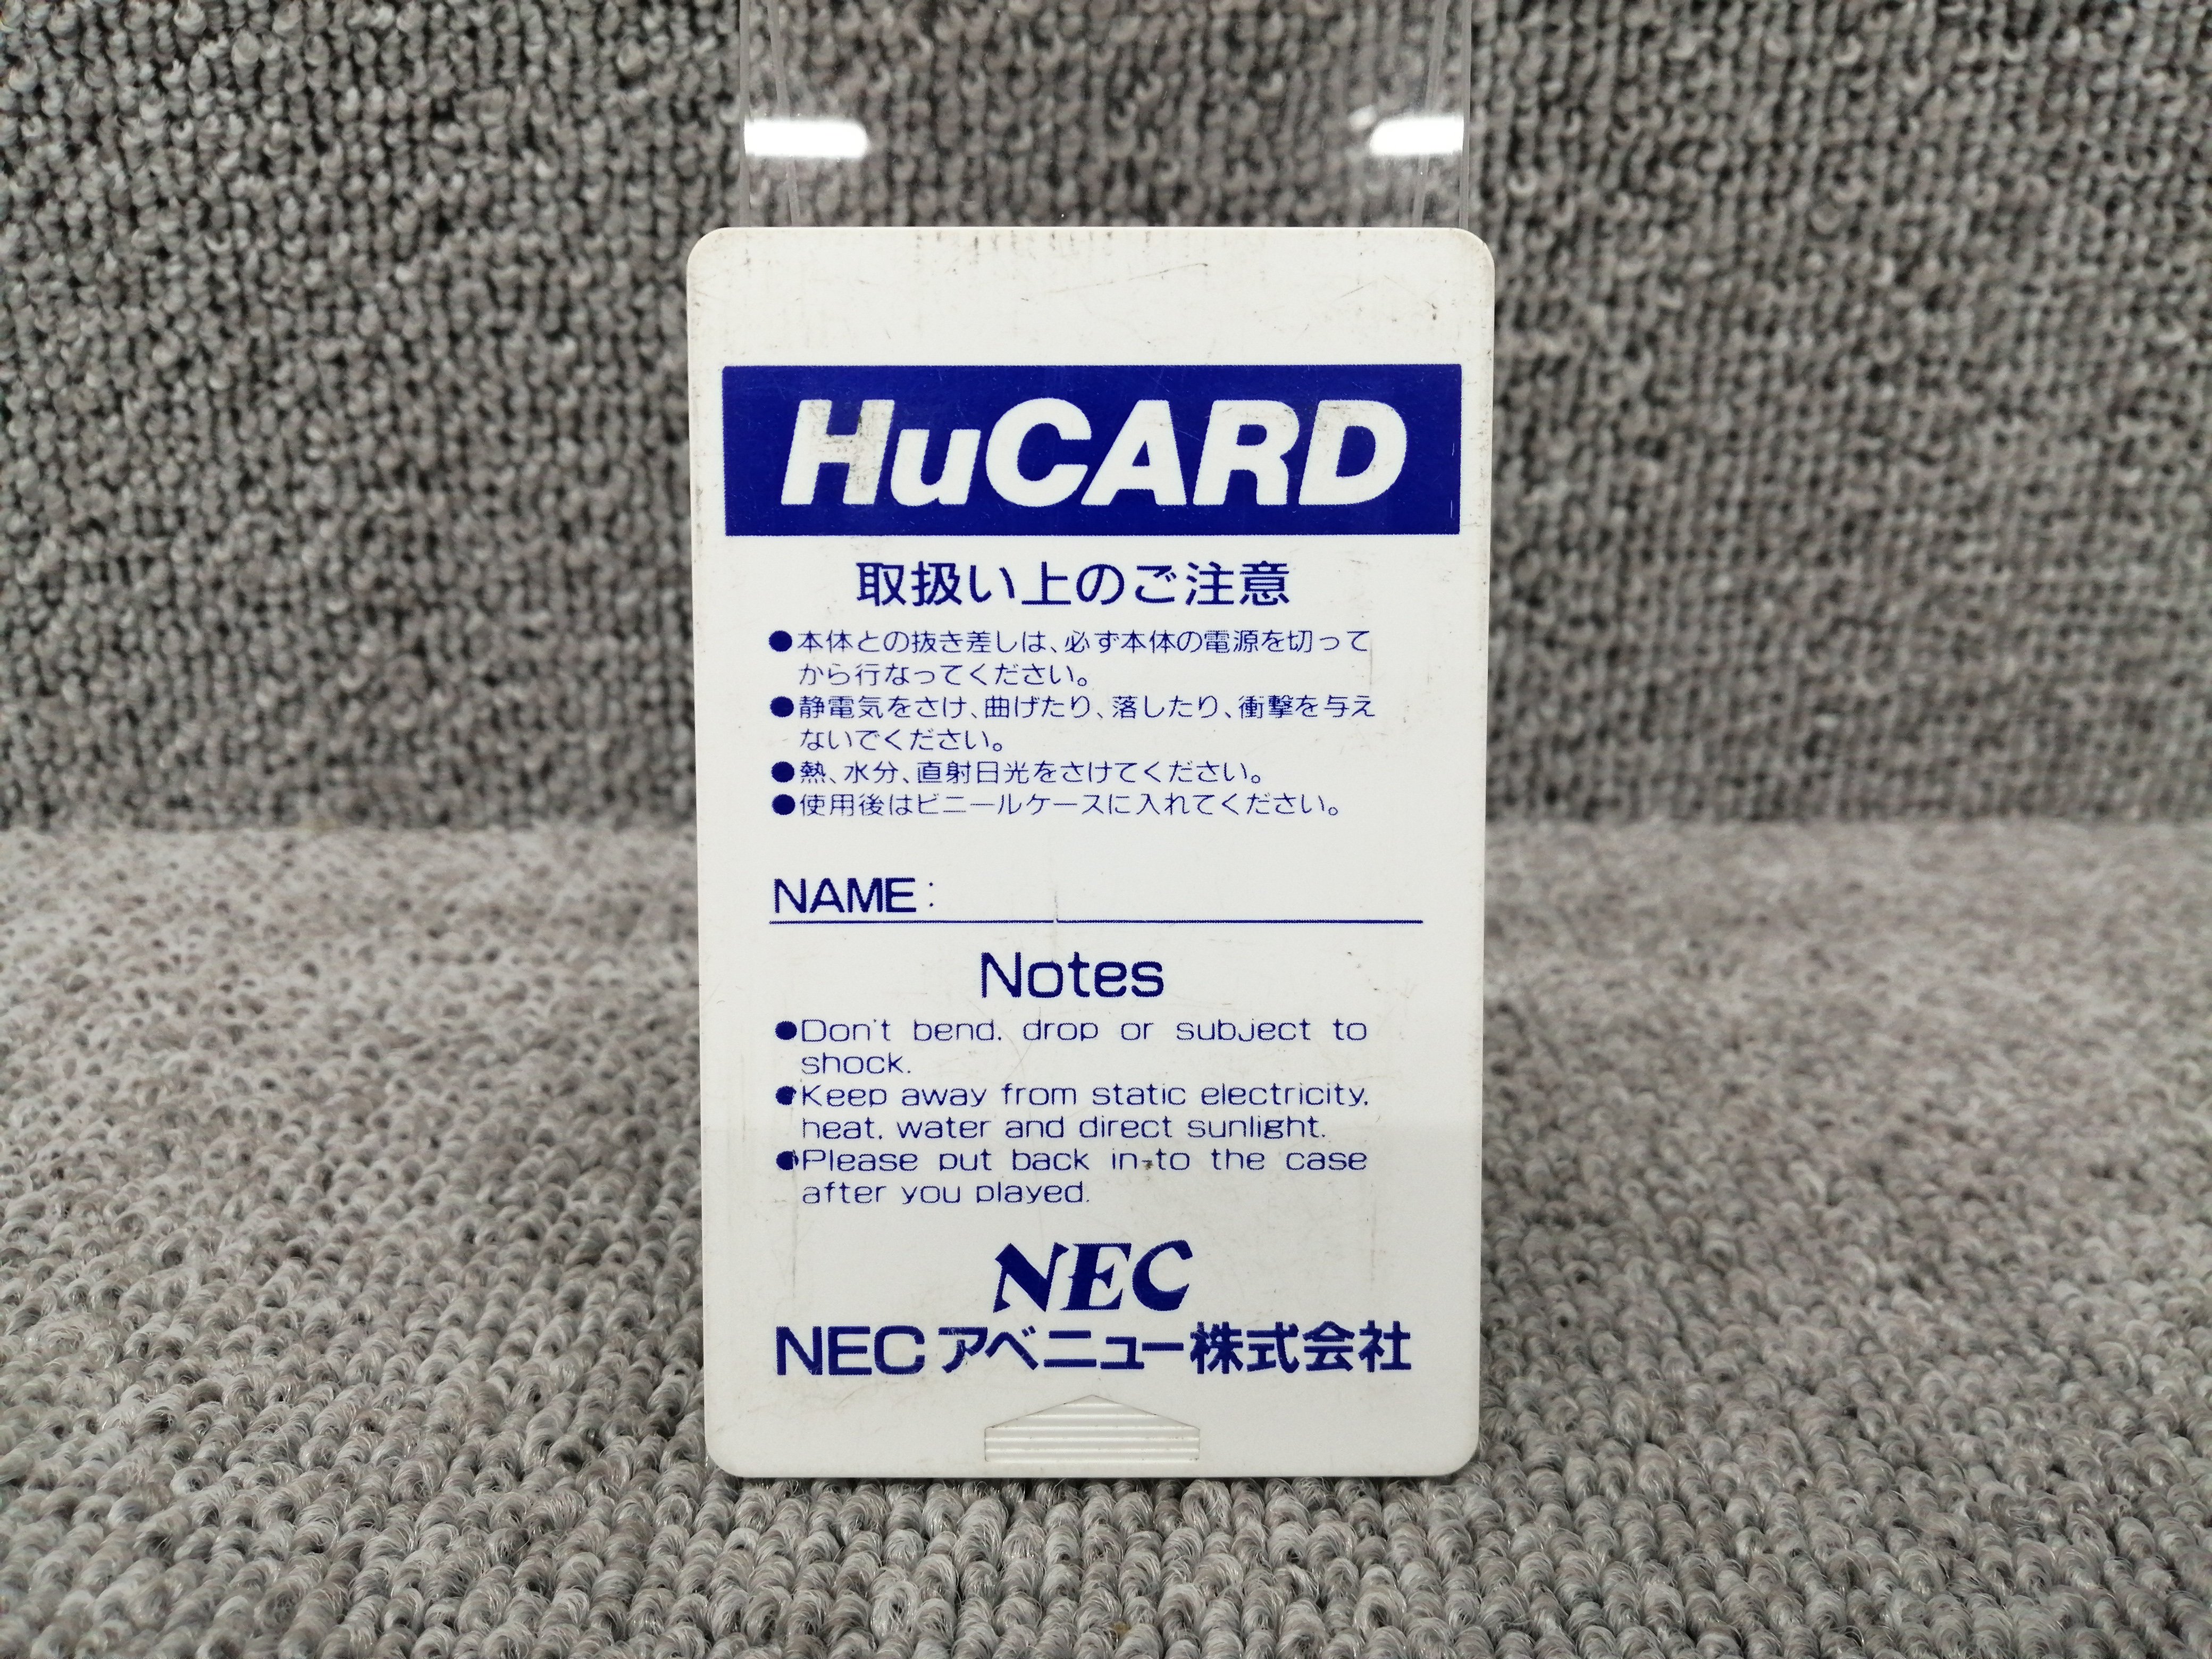 HuCARD
取扱い上のご注意
●本体との抜き差しは、必ず本体の電源を切って
から行なってください。
●静電気をさけ、曲げたり、落したり、衝撃を与え
ないでください。
●熱、水分、直射日光をさけてください。
●使用後はビニールケースに入れてください。
NAME:
Notes
●Don't bend, drop or subject to
shock.
●Keep away from static electricity,
heat, water and direct sunlight.
●Please put back in to the case
after you played.
NEC
NECアベニュー株式会社